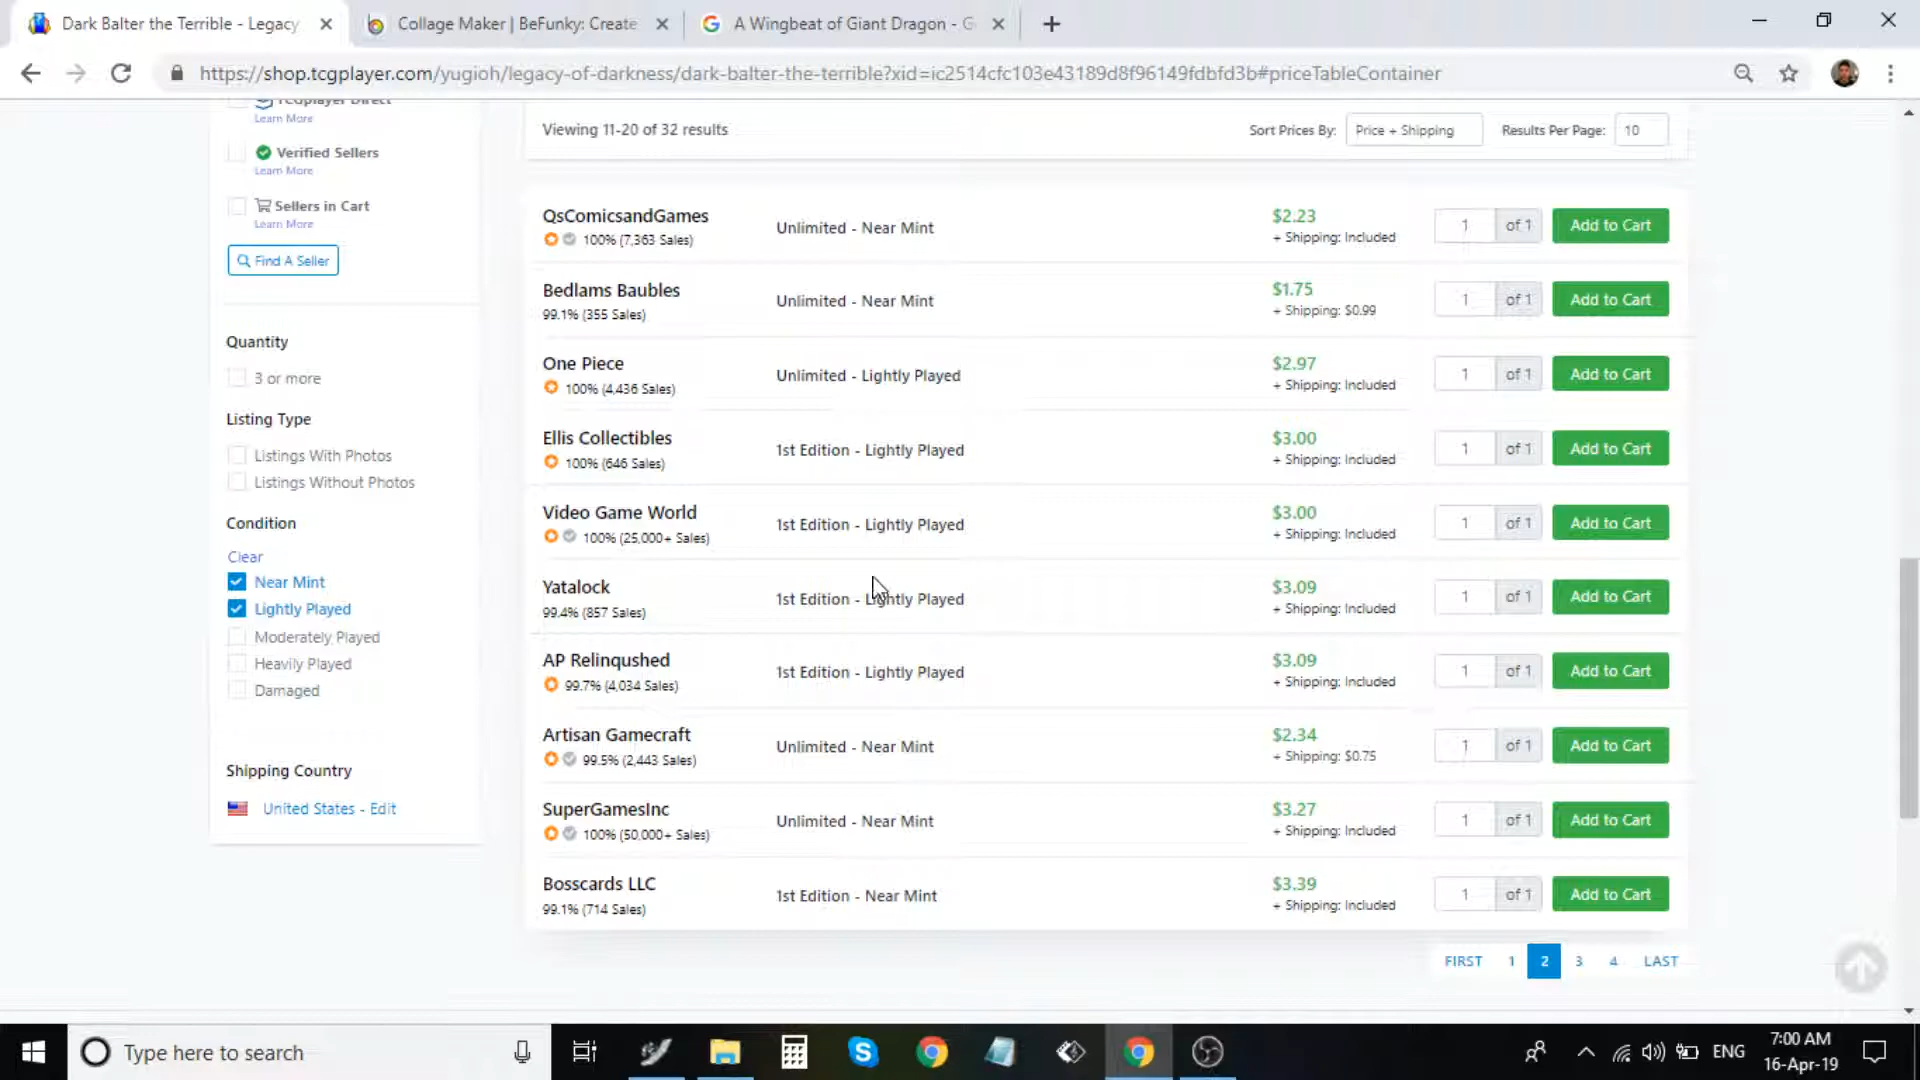 Dark Balter the Terrible - Legacy
Collage Maker | BeFunky: Create
A Wingbeat of Giant Dragon - G
https://shop.tcgplayer.com/yugioh/legacy-of-darkness/dark-balter-the-terrible?xid=ic2514cfc103e43189d8f96149fdbfd3b#priceTableContainer
TCGplayer Direct
Learn More
Verified Sellers
Learn More
Sellers in Cart
Learn More
Find A Seller
Quantity
3 or more
Listing Type
Listings With Photos
Listings Without Photos
Condition
Clear
Near Mint
Lightly Played
Moderately Played
Heavily Played
Damaged
Shipping Country
United States - Edit
Viewing 11-20 of 32 results
Sort Prices By: Price + Shipping Results Per Page: 10
QsComicsandGames
100% (7,363 Sales)
Unlimited - Near Mint
$2.23
+ Shipping: Included
1 of 1 Add to Cart
Bedlams Baubles
99.1% (355 Sales)
Unlimited - Near Mint
$1.75
+ Shipping: $0.99
1 of 1 Add to Cart
One Piece
100% (4,436 Sales)
Unlimited - Lightly Played
$2.97
+ Shipping: Included
1 of 1 Add to Cart
Ellis Collectibles
100% (646 Sales)
1st Edition - Lightly Played
$3.00
+ Shipping: Included
1 of 1 Add to Cart
Video Game World
100% (25,000+ Sales)
1st Edition - Lightly Played
$3.00
+ Shipping: Included
1 of 1 Add to Cart
Yatalock
99.4% (857 Sales)
1st Edition - Lightly Played
$3.09
+ Shipping: Included
1 of 1 Add to Cart
AP Relinqushed
99.7% (4,034 Sales)
1st Edition - Lightly Played
$3.09
+ Shipping: Included
1 of 1 Add to Cart
Artisan Gamecraft
99.5% (2,443 Sales)
Unlimited - Near Mint
$2.34
+ Shipping: $0.75
1 of 1 Add to Cart
SuperGamesInc
100% (50,000+ Sales)
Unlimited - Near Mint
$3.27
+ Shipping: Included
1 of 1 Add to Cart
Bosscards LLC
99.1% (714 Sales)
1st Edition - Near Mint
$3.39
+ Shipping: Included
1 of 1 Add to Cart
FIRST 1 2 3 4 LAST
Type here to search
ENG
7:00 AM
16-Apr-19